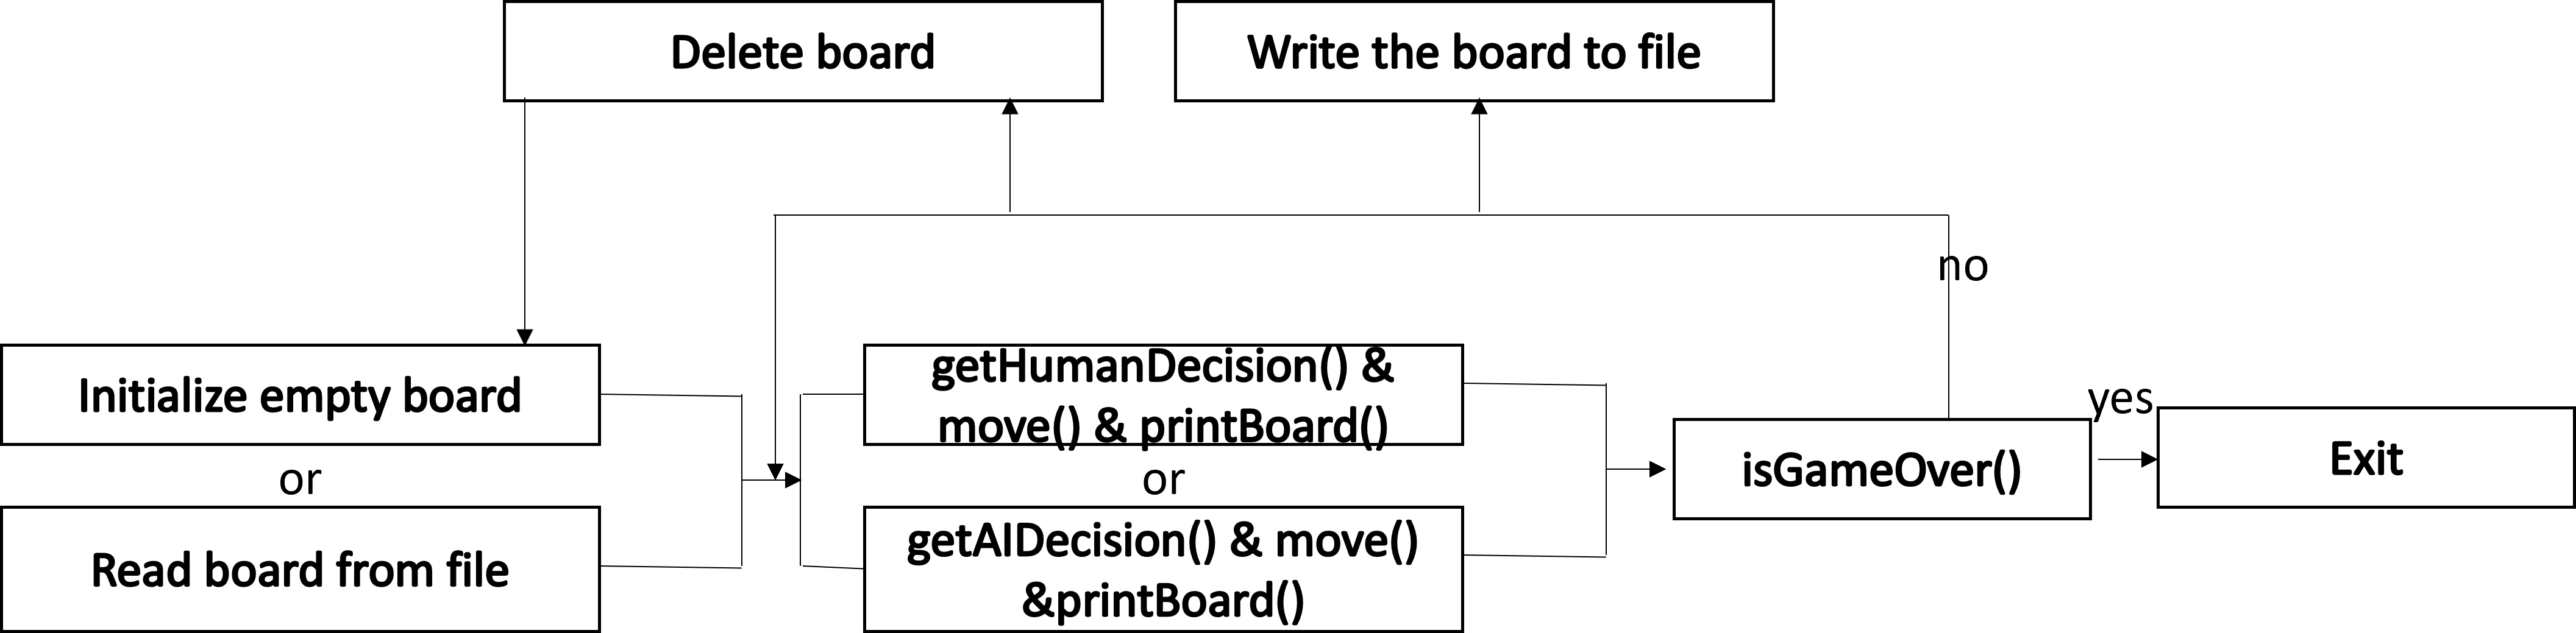 Delete board
Write the board to file
no
Initialize empty board
or
Read board from file
getHumanDecision() &
move() & printBoard()
or
getAIDecision() & move()
&printBoard()
isGameOver()
yes
Exit